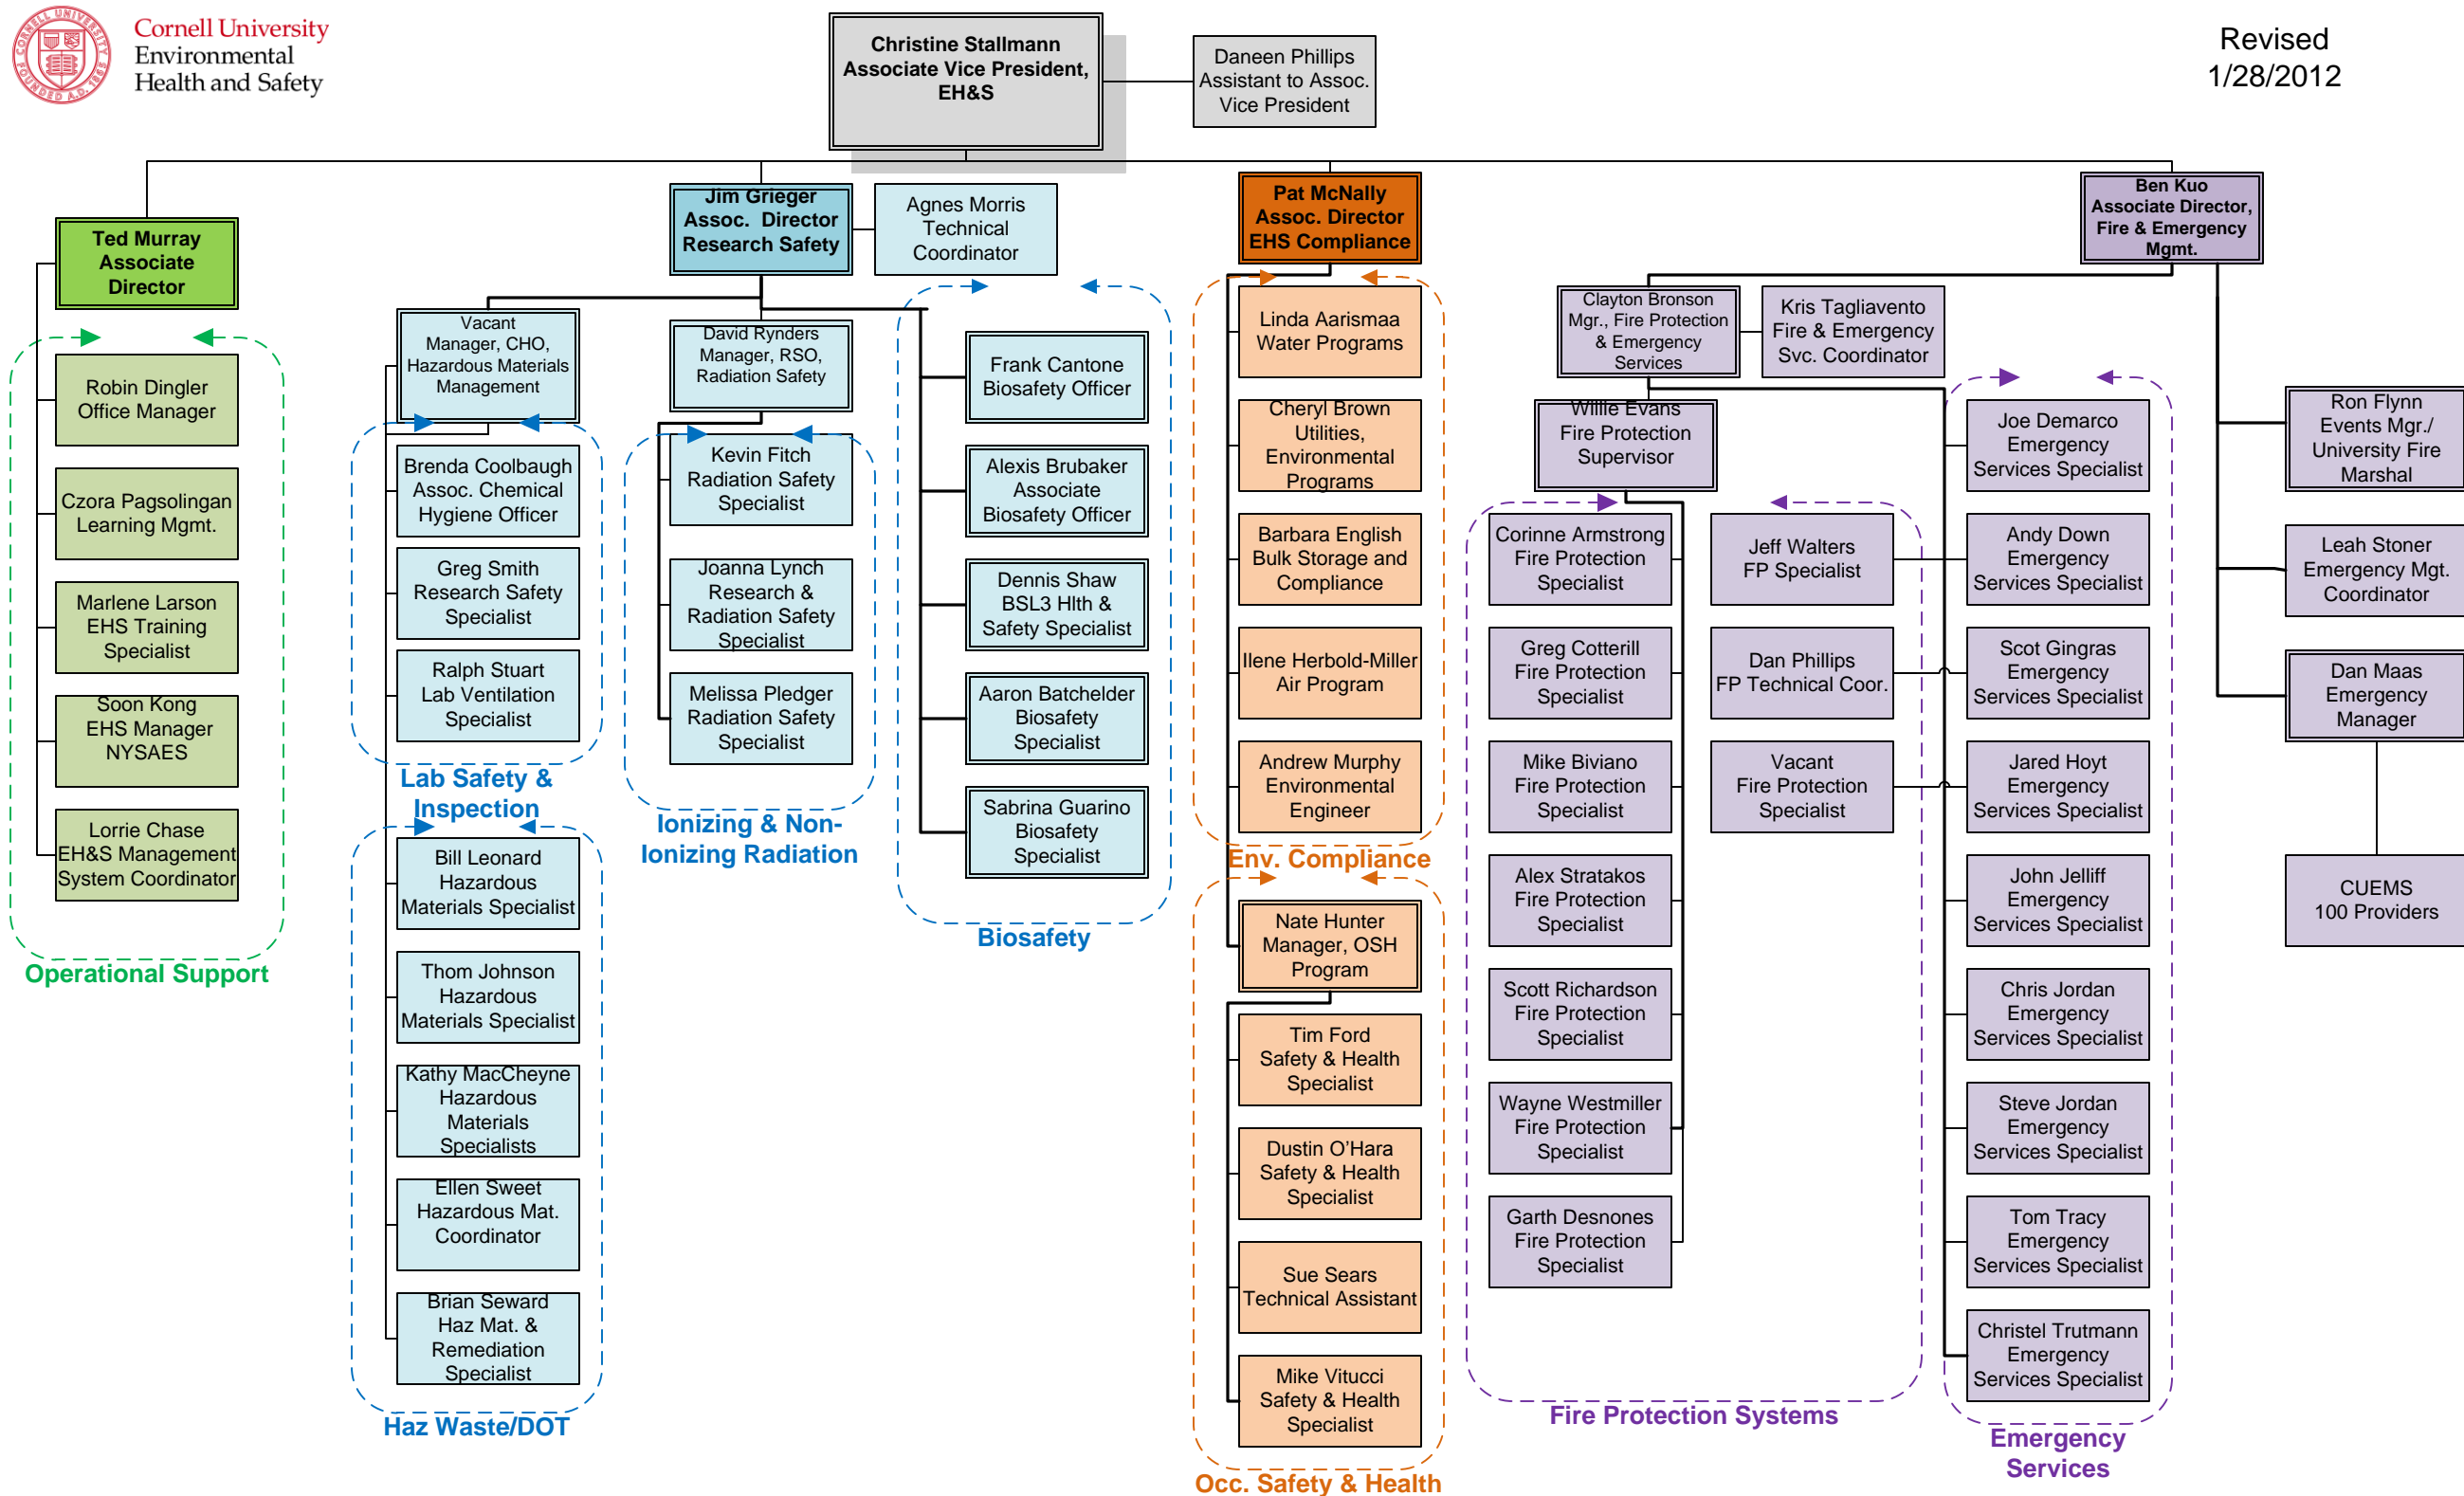 CORNELL UNIVERSITY
FOUNDED A.D. 1865
Cornell University
Environmental
Health and Safety
Christine Stallmann
Associate Vice President,
EH&S
Daneen Phillips
Assistant to Assoc.
Vice President
Revised
1/28/2012
Ted Murray
Associate
Director
Robin Dingler
Office Manager
Czora Pagsolingan
Learning Mgmt.
Marlene Larson
EHS Training
Specialist
Soon Kong
EHS Manager
NYSAES
Lorrie Chase
EH&S Management
System Coordinator
Operational Support
Jim Grieger
Assoc. Director
Research Safety
Agnes Morris
Technical
Coordinator
Vacant
Manager, CHO,
Hazardous Materials
Management
Brenda Coolbaugh
Assoc. Chemical
Hygiene Officer
Greg Smith
Research Safety
Specialist
Ralph Stuart
Lab Ventilation
Specialist
Lab Safety &
Inspection
Bill Leonard
Hazardous
Materials Specialist
Thom Johnson
Hazardous
Materials Specialist
Kathy MacCheyne
Hazardous
Materials
Specialists
Ellen Sweet
Hazardous Mat.
Coordinator
Brian Seward
Haz Mat. &
Remediation
Specialist
Haz Waste/DOT
David Rynders
Manager, RSO,
Radiation Safety
Kevin Fitch
Radiation Safety
Specialist
Joanna Lynch
Research &
Radiation Safety
Specialist
Melissa Pledger
Radiation Safety
Specialist
Ionizing & Non-
Ionizing Radiation
Frank Cantone
Biosafety Officer
Alexis Brubaker
Associate
Biosafety Officer
Dennis Shaw
BSL3 Hlth &
Safety Specialist
Aaron Batchelder
Biosafety
Specialist
Sabrina Guarino
Biosafety
Specialist
Biosafety
Pat McNally
Assoc. Director
EHS Compliance
Linda Aarismaa
Water Programs
Cheryl Brown
Utilities,
Environmental
Programs
Barbara English
Bulk Storage and
Compliance
Ilene Herbold-Miller
Air Program
Andrew Murphy
Environmental
Engineer
Env. Compliance
Nate Hunter
Manager, OSH
Program
Tim Ford
Safety & Health
Specialist
Dustin O'Hara
Safety & Health
Specialist
Sue Sears
Technical Assistant
Mike Vitucci
Safety & Health
Specialist
Occ. Safety & Health
Ben Kuo
Associate Director,
Fire & Emergency
Mgmt.
Clayton Bronson
Mgr., Fire Protection
& Emergency
Services
Kris Tagliavento
Fire & Emergency
Svc. Coordinator
Willie Evans
Fire Protection
Supervisor
Corinne Armstrong
Fire Protection
Specialist
Greg Cotterill
Fire Protection
Specialist
Mike Biviano
Fire Protection
Specialist
Alex Stratakos
Fire Protection
Specialist
Scott Richardson
Fire Protection
Specialist
Wayne Westmiller
Fire Protection
Specialist
Garth Desnones
Fire Protection
Specialist
Jeff Walters
FP Specialist
Dan Phillips
FP Technical Coor.
Vacant
Fire Protection
Specialist
Fire Protection Systems
Joe Demarco
Emergency
Services Specialist
Andy Down
Emergency
Services Specialist
Scot Gingras
Emergency
Services Specialist
Jared Hoyt
Emergency
Services Specialist
John Jelliff
Emergency
Services Specialist
Chris Jordan
Emergency
Services Specialist
Steve Jordan
Emergency
Services Specialist
Tom Tracy
Emergency
Services Specialist
Christel Trutmann
Emergency
Services Specialist
Emergency
Services
Ron Flynn
Events Mgr./
University Fire
Marshal
Leah Stoner
Emergency Mgt.
Coordinator
Dan Maas
Emergency
Manager
CUEMS
100 Providers